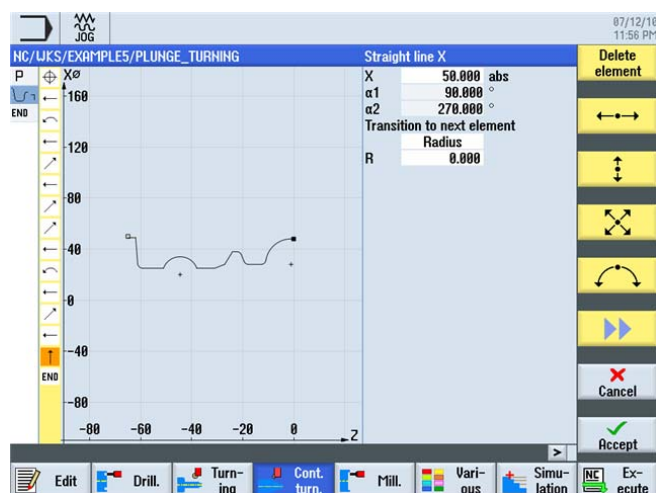 JOG
07/12/10
11:56 PM
NC/WKS/EXAMPLE5/PLUNGE_TURNING
Straight line X
Delete
element
P
END
END
XØ
160
120
80
40
0
-40
-80
-80
-60
-40
-20
0
Z
X 50.000 abs
α1 90.000 °
α2 270.000 °
Transition to next element
Radius
R 0.000
Cancel
Accept
>
Edit
Drill.
Turn-
ing
Cont.
turn.
Mill.
Vari-
ous
Simu-
lation
NC
Ex-
ecute